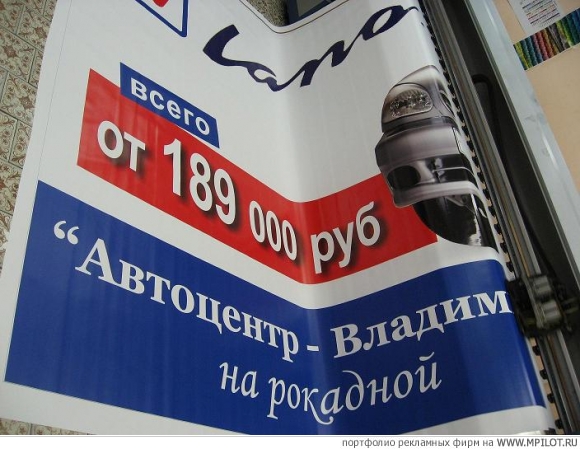 Lano
всего
от 189 000 руб
“Автоцентр - Владим
на рокадной
портфолио рекламных фирм на WWW.MPILOT.RU